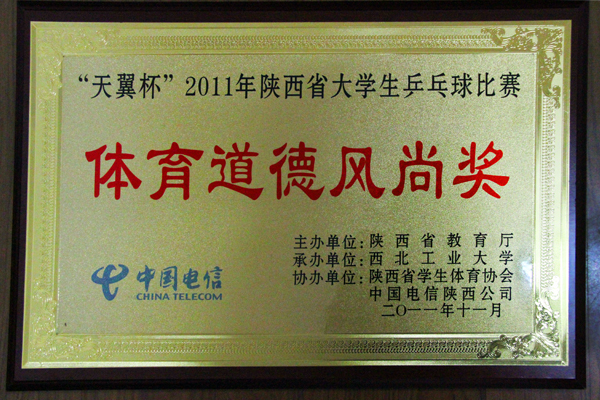 “天翼杯”2011年陕西省大学生乒乓球比赛
体育道德风尚奖
主办单位：陕西省教育厅
承办单位：西北工业大学
协办单位：陕西省学生体育协会
中国电信陕西公司
二〇一一年十一月
中国电信
CHINA TELECOM